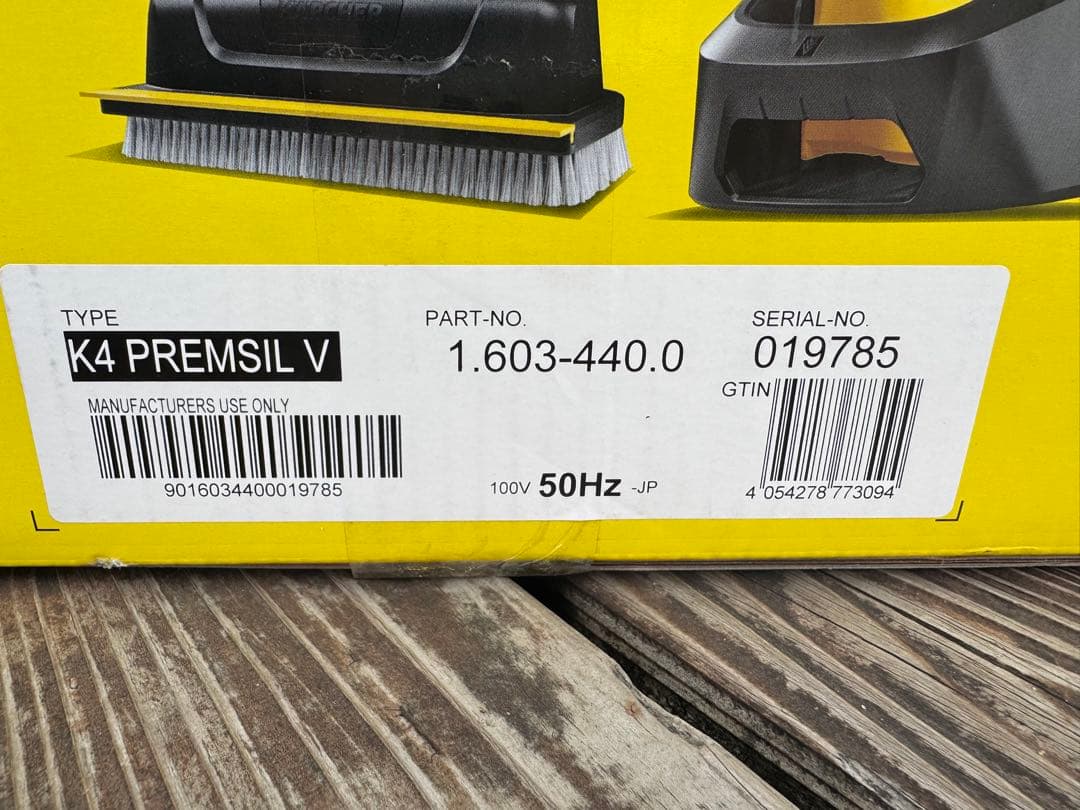 KÄRCHER
TYPE
K4 PREMSIL V
PART-NO.
1.603-440.0
SERIAL-NO.
019785
GTIN
MANUFACTURERS USE ONLY
9016034400019785
100V 50Hz -JP
4 054278 773094